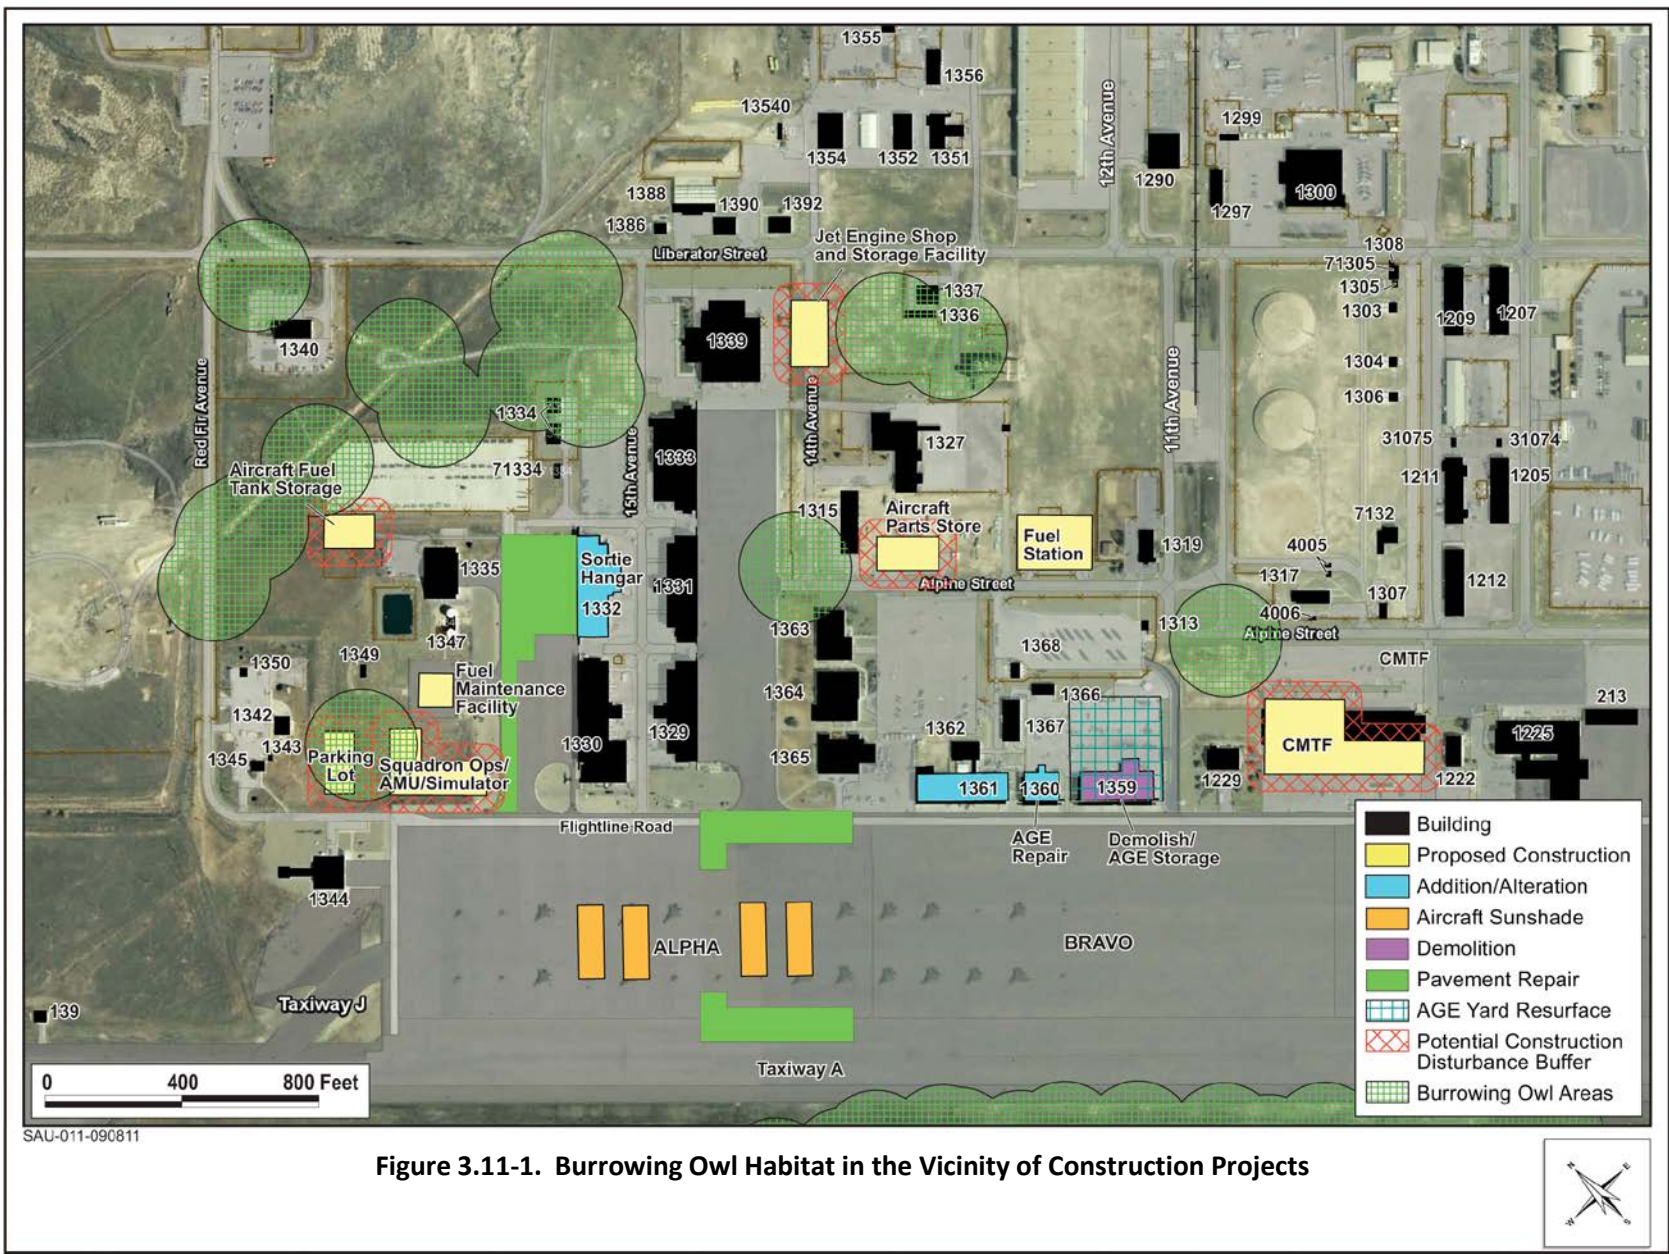 1355
1356
13540
1354
1352
1351
12th Avenue
1299
1290
1300
1297
1388
1390
1392
1386
Liberator Street
Jet Engine Shop
and Storage Facility
1308
71305
1305
1303
1337
1336
1209
1207
1340
1339
1304
1306
Red Fir Avenue
14th Avenue
11th Avenue
1334
1327
31075
31074
15th Avenue
1333
71334
1211
1205
Aircraft Fuel
Tank Storage
1315
Aircraft
Parts Store
Fuel
Station
7132
1319
4005
1335
Sortie
Hangar
1332
1331
Alpine Street
1317
1307
1212
4006
1363
1313
Alpine Street
1347
1368
CMTF
1350
1349
Fuel
Maintenance
Facility
1364
1366
213
1342
1367
1362
1343
1330
1329
1365
CMTF
1225
1345
Parking
Lot
Squadron Ops/
AMU/Simulator
1361
1360
1359
1229
1222
Flightline Road
AGE
Repair
Demolish/
AGE Storage
1344
ALPHA
BRAVO
139
Taxiway J
Taxiway A
Building
Proposed Construction
Addition/Alteration
Aircraft Sunshade
Demolition
Pavement Repair
AGE Yard Resurface
Potential Construction
Disturbance Buffer
Burrowing Owl Areas
0 400 800 Feet
SAU-011-090811
Figure 3.11-1. Burrowing Owl Habitat in the Vicinity of Construction Projects
N
E
W
S